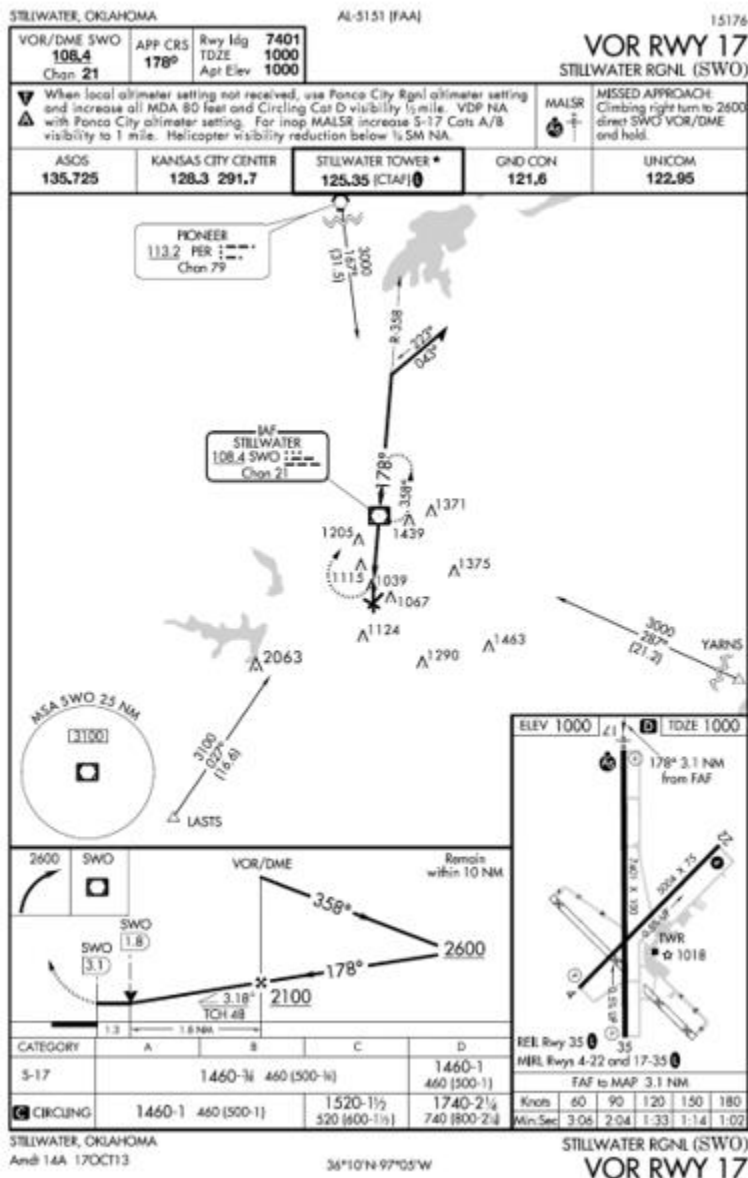 STILLWATER, OKLAHOMA
AL-5151 (FAA)
15176
VOR/DME SWO
108.4
Chan 21
APP CRS
178°
Rwy ldg 7401
TDZE 1000
Apt Elev 1000
VOR RWY 17
STILLWATER RGNL (SWO)
When local altimeter setting not received, use Ponca City Rgnl altimeter setting
and increase all MDA 80 feet and Circling Cat D visibility ½ mile. VDP NA
with Ponca City altimeter setting. For inop MALSR increase S-17 Cats A/B
visibility to 1 mile. Helicopter visibility reduction below ¾ SM NA.
MALSR
MISSED APPROACH:
Climbing right turn to 2600
direct SWO VOR/DME
and hold.
ASOS
135.725
KANSAS CITY CENTER
128.3 291.7
STILLWATER TOWER *
125.35 (CTAF) L
GND CON
121.6
UNICOM
122.95
PIONEER
113.2 PER
Chan 79
3000
167°
(31.5)
R-358
223°
043°
IAF
STILLWATER
108.4 SWO
Chan 21
178°
358°
1371
1439
1205
1115
1039
1375
1067
1124
1463
1290
2063
3000
287°
(21.2)
YARNS
MSA SWO 25 NM
3100
3100
027°
(16.6)
LASTS
ELEV 1000
D
TDZE 1000
17
178° 3.1 NM
from FAF
7401 X 100
5004 X 75
0.5% UP
22
TWR
1018
4
0.5% UP
35
REIL Rwy 35 L
MIRL Rwys 4-22 and 17-35 L
FAF to MAP 3.1 NM
Knots 60 90 120 150 180
Min:Sec 3:06 2:04 1:33 1:14 1:02
2600
SWO
VOR/DME
Remain
within 10 NM
358°
2600
178°
SWO
3.1
SWO
1.8
3.18°
TCH 48
2100
1.3
1.8 NM
CATEGORY A B C D
S-17
1460-¾ 460 (500-¾)
1460-1
460 (500-1)
C CIRCLING
1460-1 460 (500-1)
1520-1½
520 (600-1½)
1740-2¼
740 (800-2¼)
STILLWATER, OKLAHOMA
Amdt 14A 17OCT13
36°10'N-97°05'W
STILLWATER RGNL (SWO)
VOR RWY 17